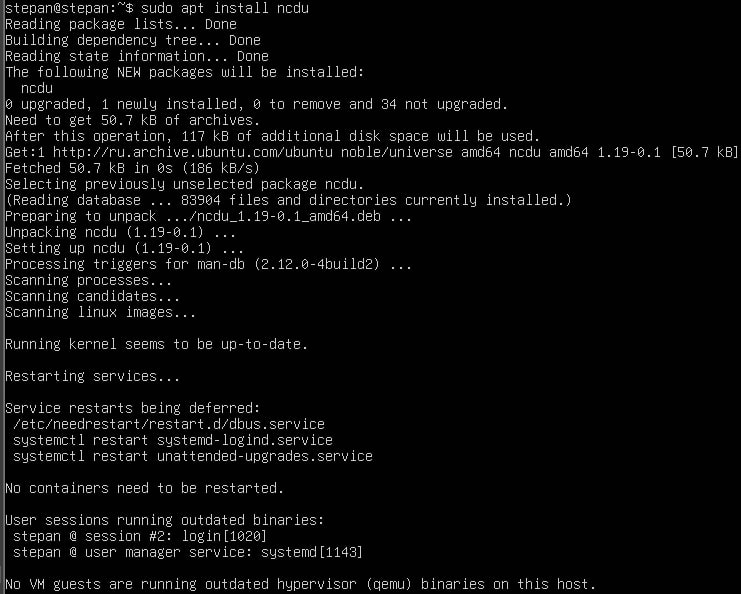 stepan@stepan:~$ sudo apt install ncdu
Reading package lists... Done
Building dependency tree... Done
Reading state information... Done
The following NEW packages will be installed:
  ncdu
0 upgraded, 1 newly installed, 0 to remove and 34 not upgraded.
Need to get 50.7 kB of archives.
After this operation, 117 kB of additional disk space will be used.
Get:1 http://ru.archive.ubuntu.com/ubuntu noble/universe amd64 ncdu amd64 1.19-0.1 [50.7 kB]
Fetched 50.7 kB in 0s (186 kB/s)
Selecting previously unselected package ncdu.
(Reading database ... 83904 files and directories currently installed.)
Preparing to unpack .../ncdu_1.19-0.1_amd64.deb ...
Unpacking ncdu (1.19-0.1) ...
Setting up ncdu (1.19-0.1) ...
Processing triggers for man-db (2.12.0-4build2) ...
Scanning processes...
Scanning candidates...
Scanning linux images...

Running kernel seems to be up-to-date.

Restarting services...

Service restarts being deferred:
 /etc/needrestart/restart.d/dbus.service
 systemctl restart systemd-logind.service
 systemctl restart unattended-upgrades.service

No containers need to be restarted.

User sessions running outdated binaries:
 stepan @ session #2: login[1020]
 stepan @ user manager service: systemd[1143]

No VM guests are running outdated hypervisor (qemu) binaries on this host.